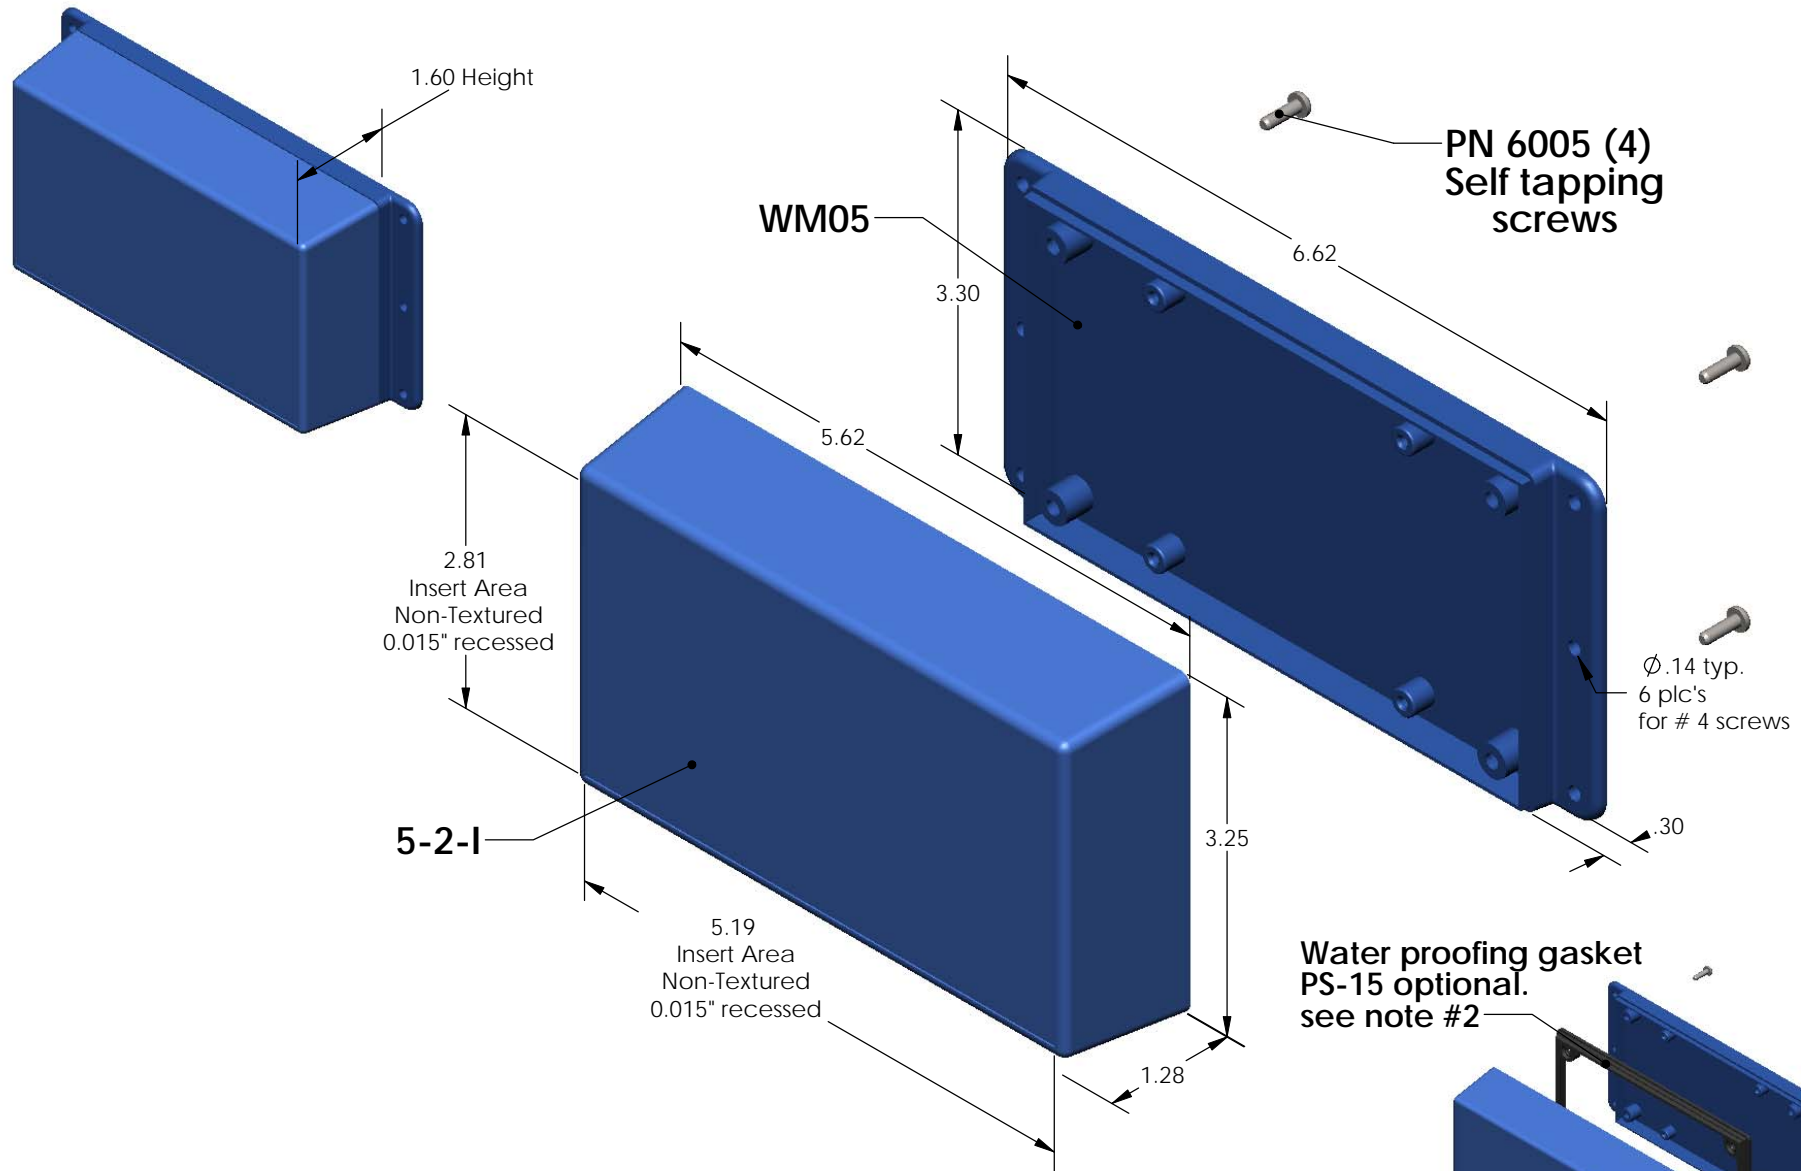 1.60 Height
PN 6005 (4)
Self tapping
screws
WM05
6.62
3.30
5.62
2.81
Insert Area
Non-Textured
0.015" recessed
∅.14 typ.
6 plc's
for # 4 screws
5-2-I
3.25
.30
5.19
Insert Area
Non-Textured
0.015" recessed
1.28
Water proofing gasket
PS-15 optional.
see note #2